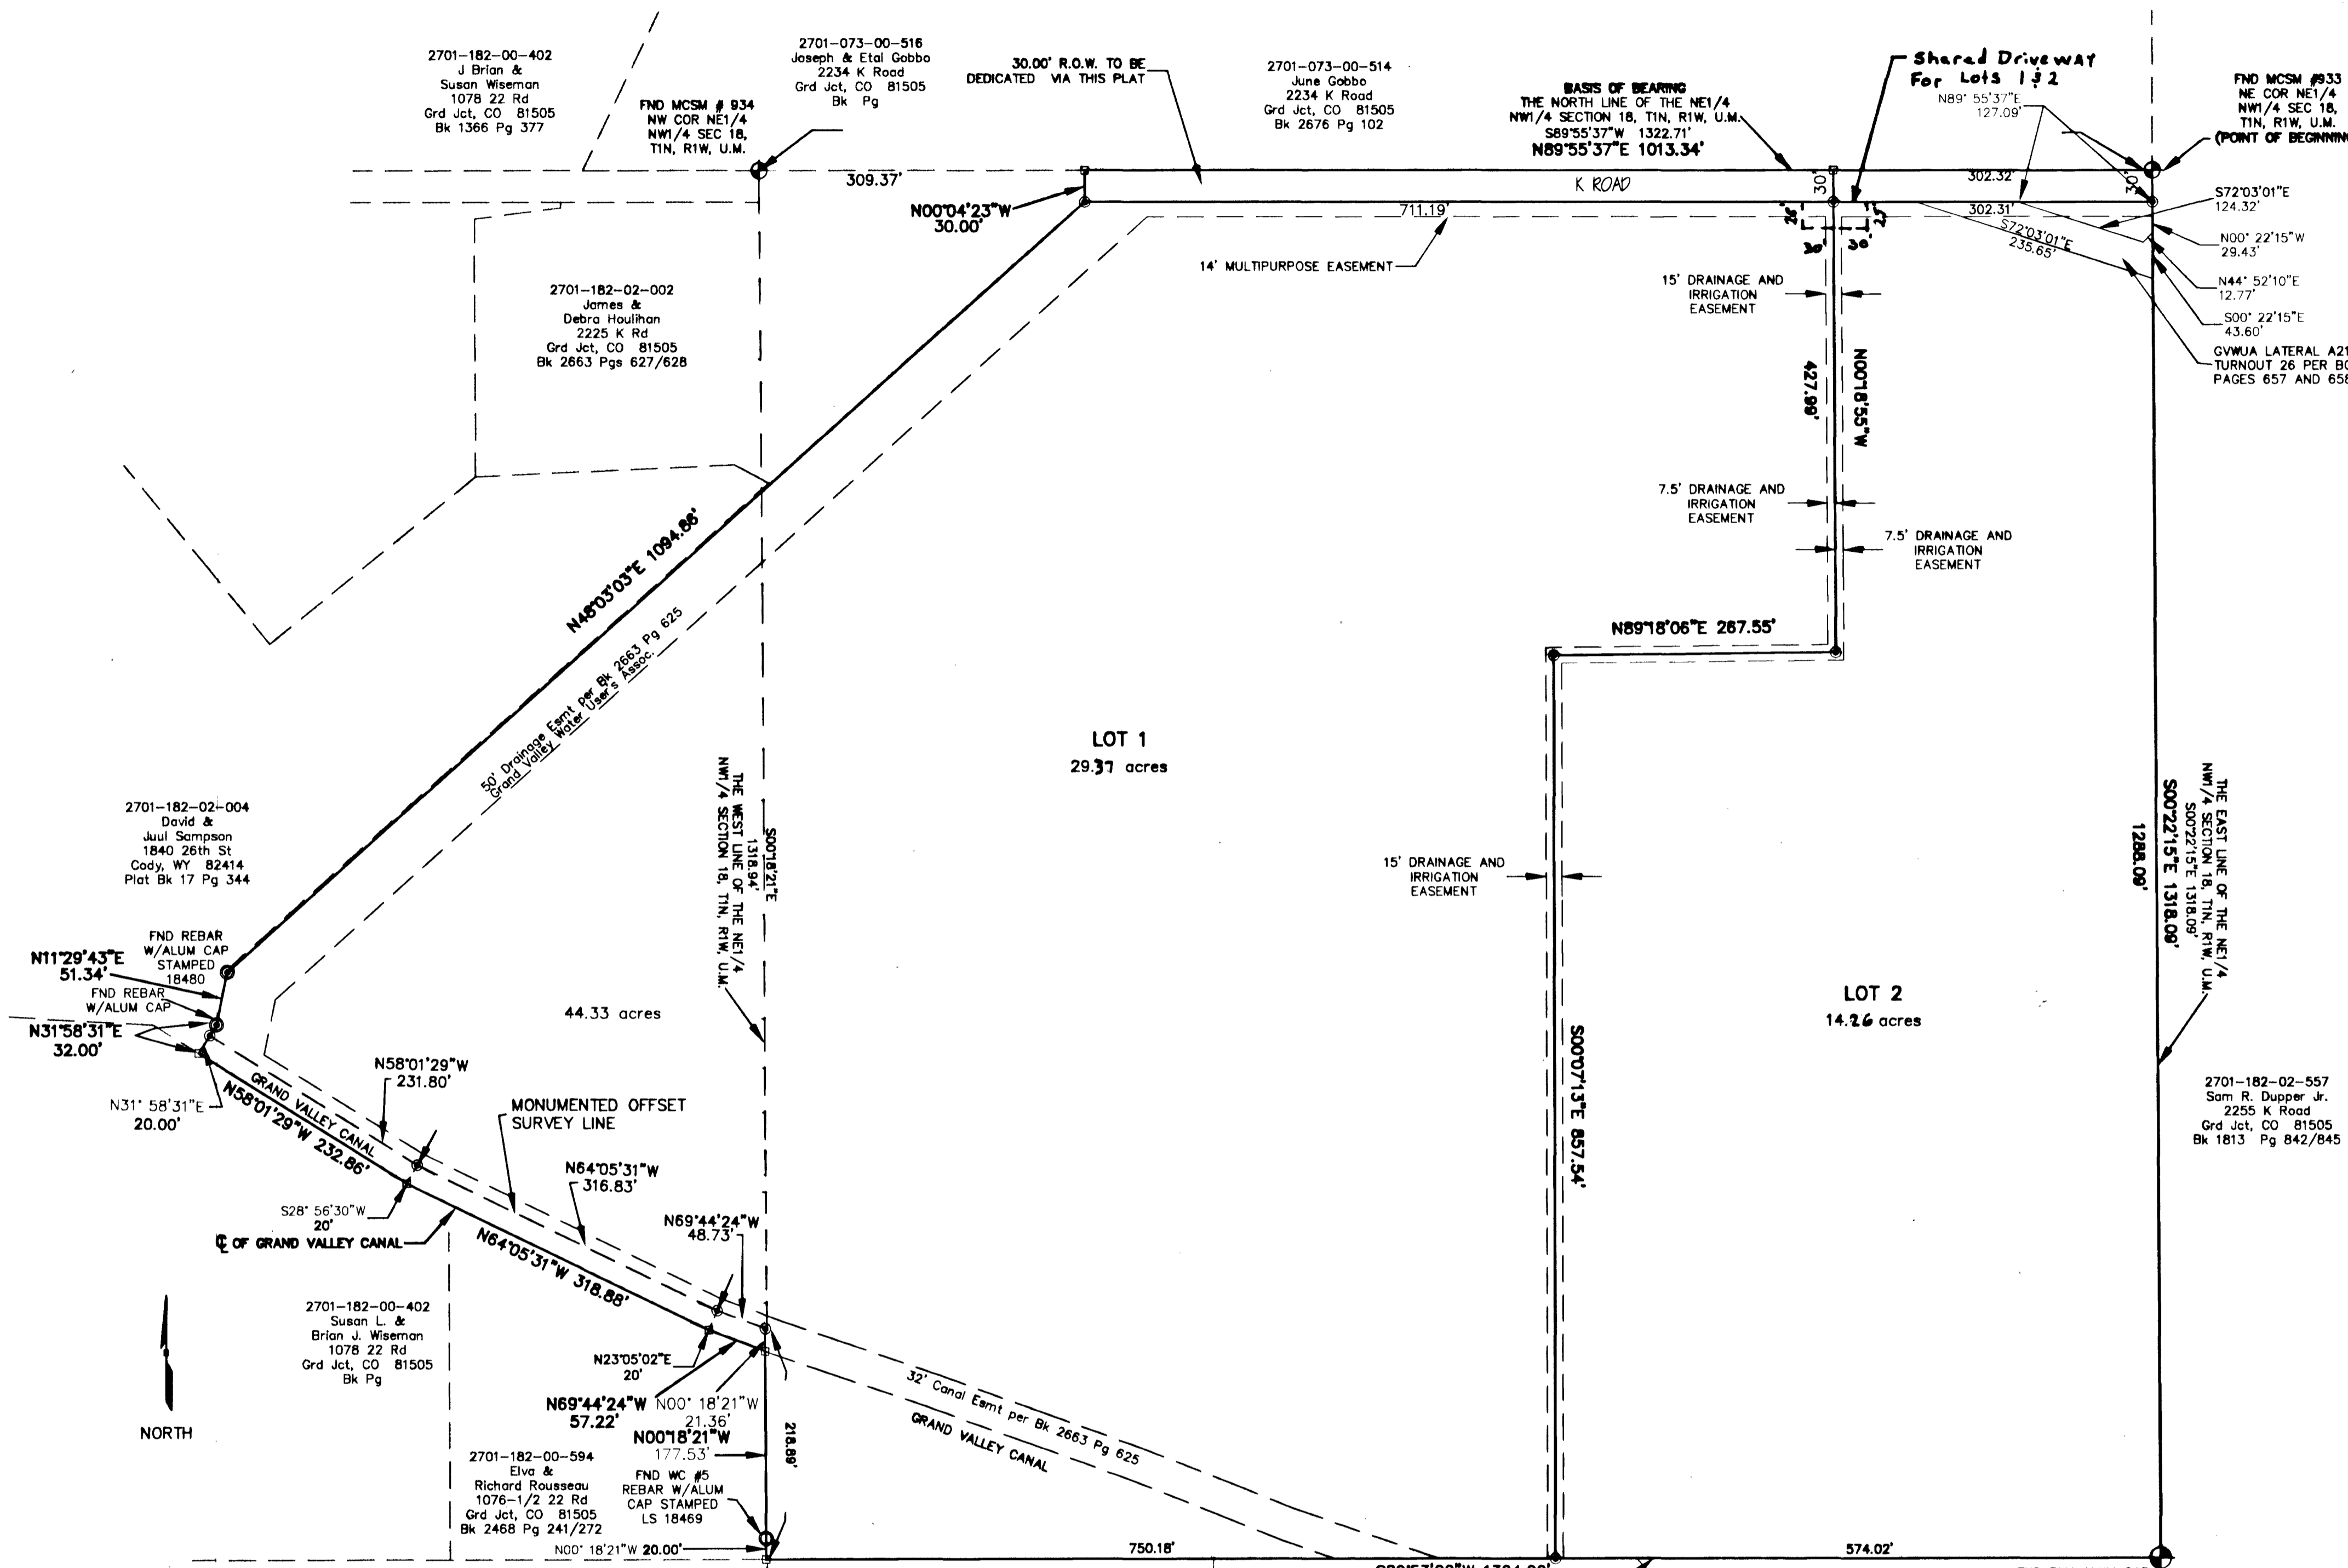 2701-182-00-402
J Brian &
Susan Wiseman
1078 22 Rd
Grd Jct, CO 81505
Bk 1366 Pg 377
2701-073-00-516
Joseph & Etal Gobbo
2234 K Road
Grd Jct, CO 81505
Bk Pg
FND MCSM # 934
NW COR NE1/4
NW1/4 SEC 18,
T1N, R1W, U.M.
30.00' R.O.W. TO BE
DEDICATED VIA THIS PLAT
2701-073-00-514
June Gobbo
2234 K Road
Grd Jct, CO 81505
Bk 2676 Pg 102
BASIS OF BEARING
THE NORTH LINE OF THE NE1/4
NW1/4 SECTION 18, T1N, R1W, U.M.
S89°55'37"W 1322.71'
N89°55'37"E 1013.34'
Shared Driveway
For Lots 1 & 2
N89° 55'37"E
127.09'
FND MCSM #933
NE COR NE1/4
NW1/4 SEC 18,
T1N, R1W, U.M.
(POINT OF BEGINNIN
309.37'
K ROAD
30'
302.32'
30'
N00°04'23"W
30.00'
711.19'
302.31'
26'
25'
30'
30'
S72°03'01"E
235.65'
S72°03'01"E
124.32'
N00° 22'15"W
29.43'
N44° 52'10"E
12.77'
S00° 22'15"E
43.60'
GVWUA LATERAL A21
TURNOUT 26 PER BO
PAGES 657 AND 658
14' MULTIPURPOSE EASEMENT
15' DRAINAGE AND
IRRIGATION
EASEMENT
2701-182-02-002
James &
Debra Houlihan
2225 K Rd
Grd Jct, CO 81505
Bk 2663 Pgs 627/628
427.99'
N00°18'55"W
7.5' DRAINAGE AND
IRRIGATION
EASEMENT
7.5' DRAINAGE AND
IRRIGATION
EASEMENT
N48°03'03"E 1094.86'
50' Drainage Esmt per Bk 2663 Pg 625
Grand Valley Water User's Assoc.
N89°18'06"E 267.55'
LOT 1
29.37 acres
THE WEST LINE OF THE NE1/4
NW1/4 SECTION 18, T1N, R1W, U.M.
S00°18'21"E
1318.94'
THE EAST LINE OF THE NE1/4
NW1/4 SECTION 18, T1N, R1W, U.M.
S00°22'15"E 1318.09'
S00°22'15"E 1318.09'
1288.09'
2701-182-02-004
David &
Juul Sampson
1840 26th St
Cody, WY 82414
Plat Bk 17 Pg 344
15' DRAINAGE AND
IRRIGATION
EASEMENT
FND REBAR
W/ALUM CAP
STAMPED
18480
N11°29'43"E
51.34'
FND REBAR
W/ALUM CAP
N31°58'31"E
32.00'
44.33 acres
LOT 2
14.26 acres
S00°07'13"E 857.54'
N31° 58'31"E
20.00'
GRAND VALLEY CANAL
N58°01'29"W 232.86'
N58°01'29"W
231.80'
MONUMENTED OFFSET
SURVEY LINE
N64°05'31"W
316.83'
2701-182-02-557
Sam R. Dupper Jr.
2255 K Road
Grd Jct, CO 81505
Bk 1813 Pg 842/845
S28° 56'30"W
20'
℄ OF GRAND VALLEY CANAL
N64°05'31"W 318.88'
N69°44'24"W
48.73'
2701-182-00-402
Susan L. &
Brian J. Wiseman
1078 22 Rd
Grd Jct, CO 81505
Bk Pg
N23°05'02"E
20'
N69°44'24"W
57.22'
N00° 18'21"W
21.36'
N00°18'21"W
177.53'
218.89'
32' Canal Esmt per Bk 2663 Pg 625
GRAND VALLEY CANAL
NORTH
2701-182-00-594
Elva &
Richard Rousseau
1076-1/2 22 Rd
Grd Jct, CO 81505
Bk 2468 Pg 241/272
FND WC #5
REBAR W/ALUM
CAP STAMPED
LS 18469
N00° 18'21"W 20.00'
750.18'
574.02'